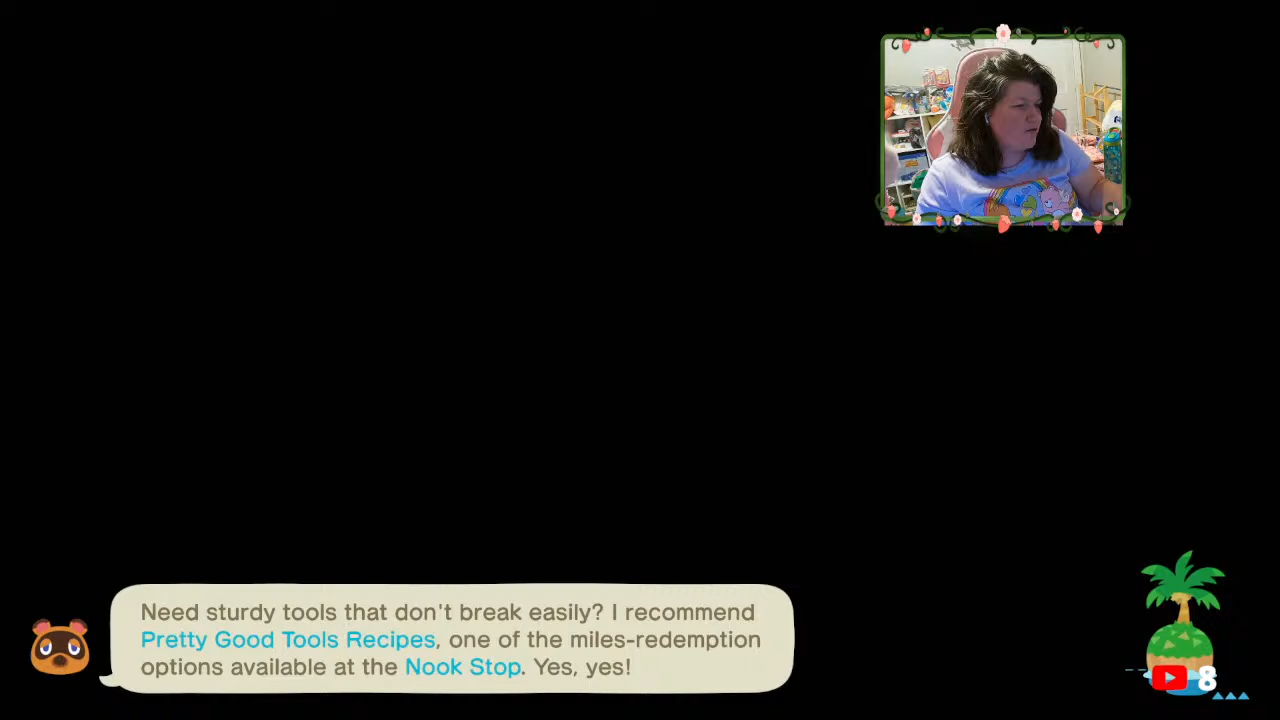 Need sturdy tools that don't break easily? I recommend
Pretty Good Tools Recipes, one of the miles-redemption
options available at the Nook Stop. Yes, yes!
8